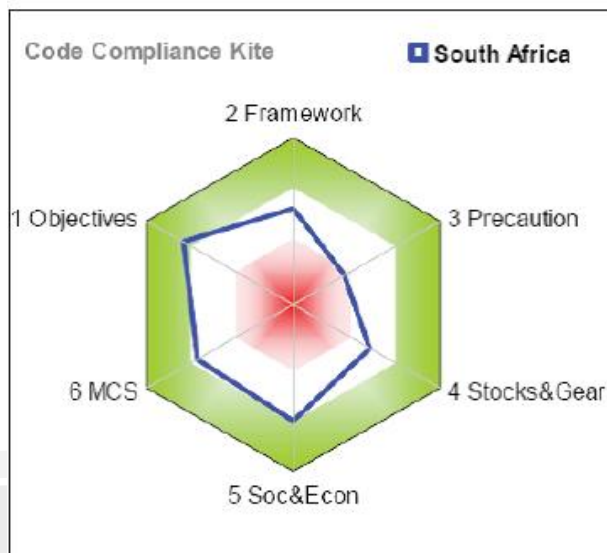 Code Compliance Kite
South Africa
2 Framework
1 Objectives
3 Precaution
6 MCS
4 Stocks&Gear
5 Soc&Econ